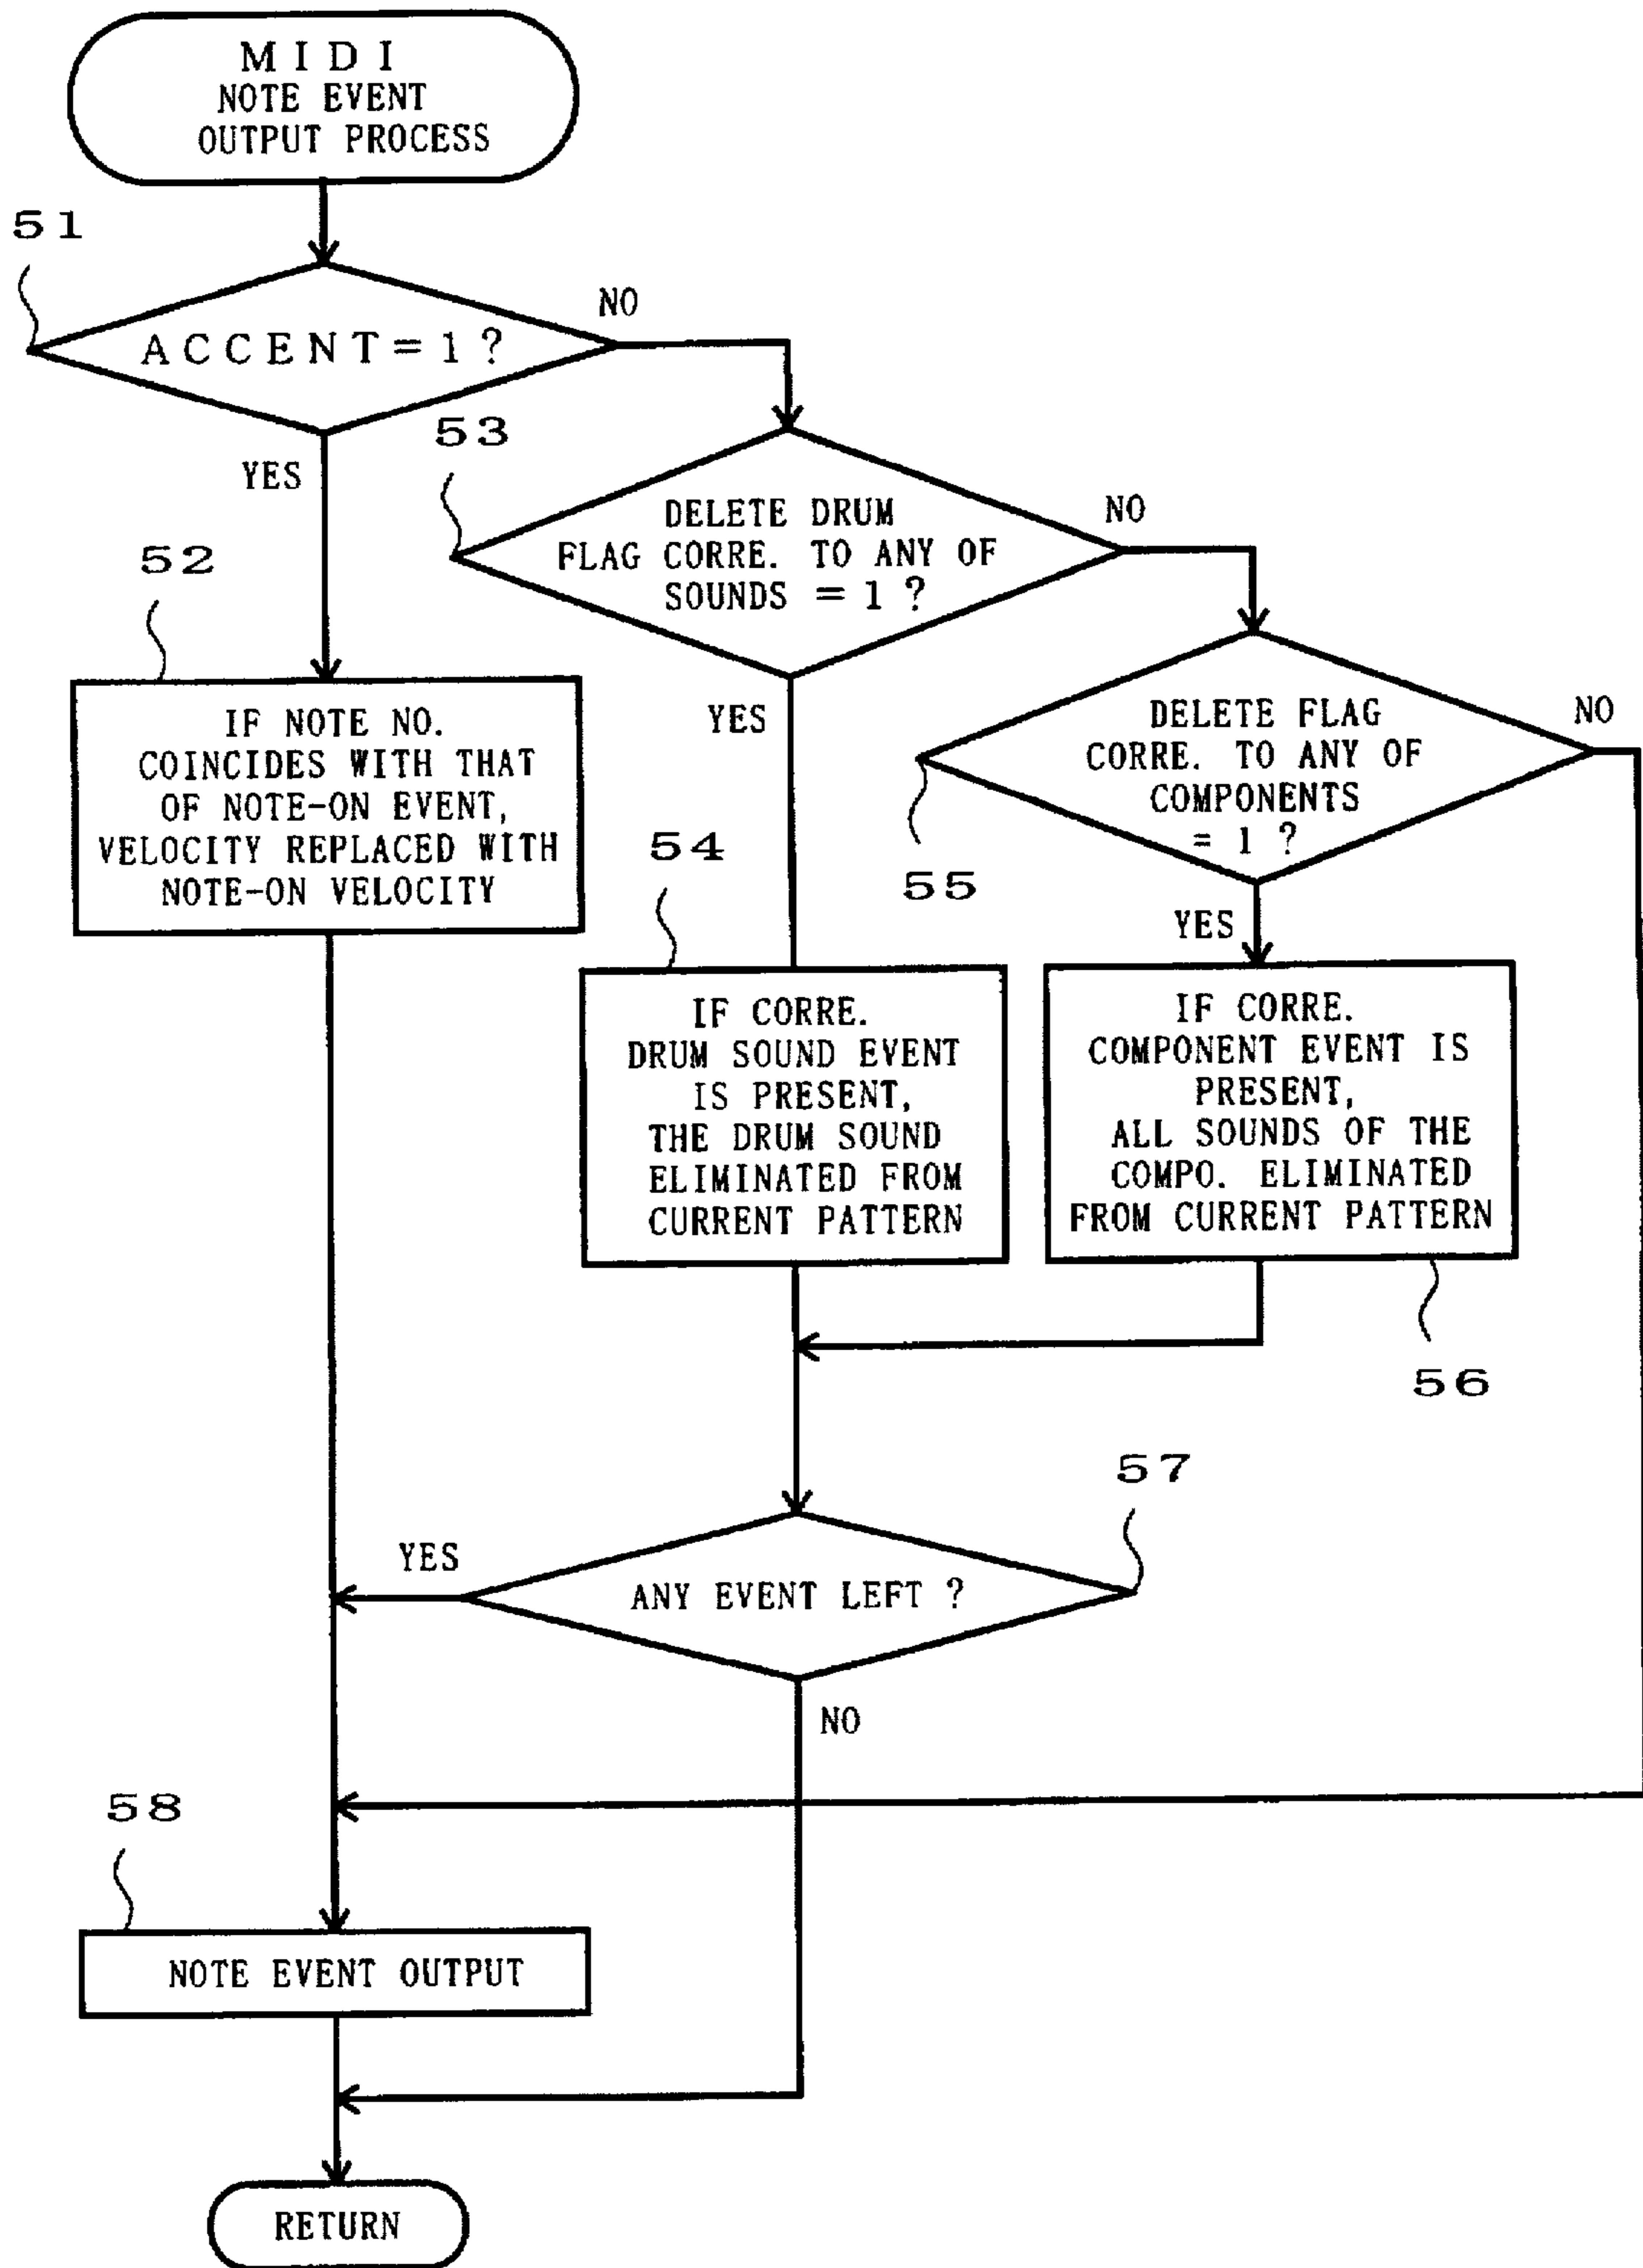 MIDI
NOTE EVENT
OUTPUT PROCESS
51
ACCENT=1?
NO
YES
53
DELETE DRUM
FLAG CORRE. TO ANY OF
SOUNDS = 1 ?
NO
YES
52
IF NOTE NO.
COINCIDES WITH THAT
OF NOTE-ON EVENT,
VELOCITY REPLACED WITH
NOTE-ON VELOCITY
DELETE FLAG
CORRE. TO ANY OF
COMPONENTS
= 1 ?
NO
55
YES
54
IF CORRE.
DRUM SOUND EVENT
IS PRESENT,
THE DRUM SOUND
ELIMINATED FROM
CURRENT PATTERN
IF CORRE.
COMPONENT EVENT IS
PRESENT,
ALL SOUNDS OF THE
COMPO. ELIMINATED
FROM CURRENT PATTERN
56
57
YES
ANY EVENT LEFT ?
NO
58
NOTE EVENT OUTPUT
RETURN